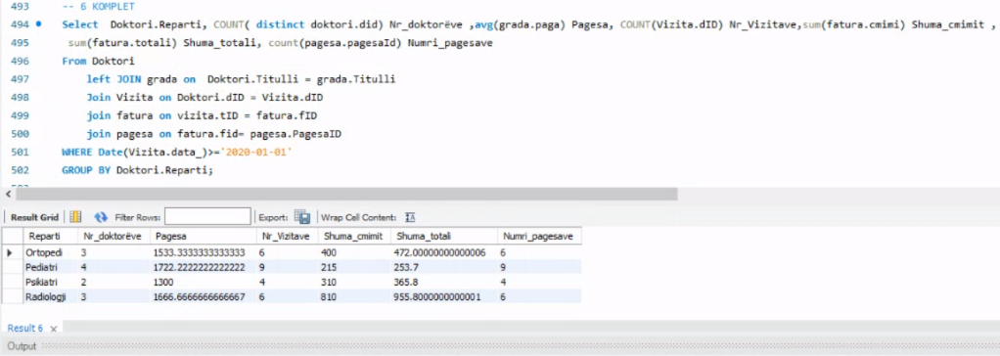 493 -- 6 KOMPLET
494 Select Doktori.Reparti, COUNT( distinct doktori.did) Nr_doktorëve ,avg(grada.paga) Pagesa, COUNT(Vizita.dID) Nr_Vizitave,sum(fatura.cmimi) Shuma_cmimit ,
495 sum(fatura.totali) Shuma_totali, count(pagesa.pagesaId) Numri_pagesave
496 From Doktori
497 left JOIN grada on Doktori.Titulli = grada.Titulli
498 Join Vizita on Doktori.dID = Vizita.dID
499 join fatura on vizita.tID = fatura.fID
500 join pagesa on fatura.fid= pagesa.PagesaID
501 WHERE Date(Vizita.data_)>='2020-01-01'
502 GROUP BY Doktori.Reparti;
Result Grid Filter Rows: Export: Wrap Cell Content:
Reparti Nr_doktorëve Pagesa Nr_Vizitave Shuma_cmimit Shuma_totali Numri_pagesave
Ortopedi 3 1533.3333333333333 6 400 472.00000000000006 6
Pediatri 4 1722.2222222222222 9 215 253.7 9
Psikiatri 2 1300 4 310 365.8 4
Radiologji 3 1666.6666666666667 6 810 955.8000000000001 6
Result 6 x
Output